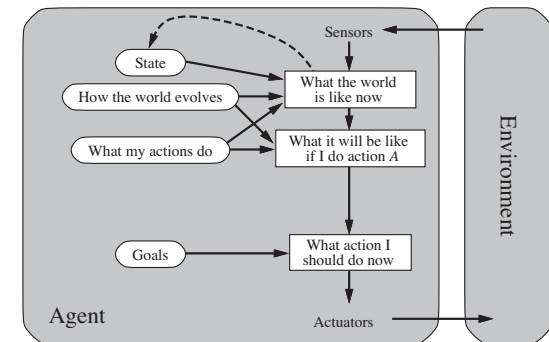 Sensors
State
What the world
is like now
How the world evolves
What it will be like
if I do action A
What my actions do
Environment
What action I
should do now
Goals
Agent
Actuators